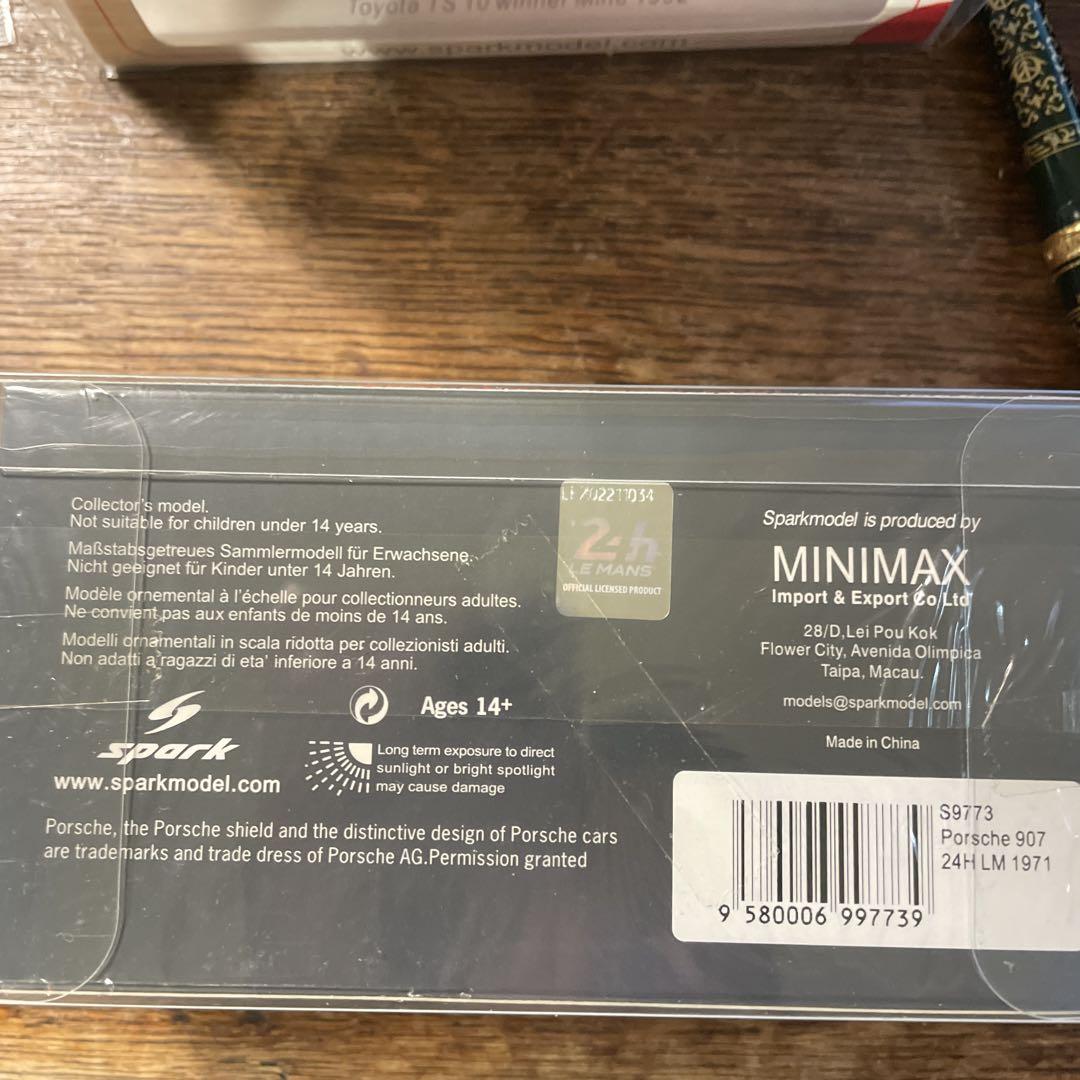 Toyota TS 10 winner
www.sparkmodel.com
Collector's model.
Not suitable for children under 14 years.
Maßstabsgetreues Sammlermodell für Erwachsene.
Nicht geeignet für Kinder unter 14 Jahren.
Modèle ornemental à l'échelle pour collectionneurs adultes.
Ne convient pas aux enfants de moins de 14 ans.
Modelli ornamentali in scala ridotta per collezionisti adulti.
Non adatti a ragazzi di eta' inferiore a 14 anni.
Ages 14+
spark
www.sparkmodel.com
Long term exposure to direct
sunlight or bright spotlight
may cause damage
Porsche, the Porsche shield and the distinctive design of Porsche cars
are trademarks and trade dress of Porsche AG.Permission granted
24h
LE MANS
OFFICIAL LICENSED PRODUCT
Sparkmodel is produced by
MINIMAX
Import & Export Co Ltd
28/D,Lei Pou Kok
Flower City, Avenida Olimpica
Taipa, Macau.
models@sparkmodel.com
Made in China
S9773
Porsche 907
24H LM 1971
9 580006 997739